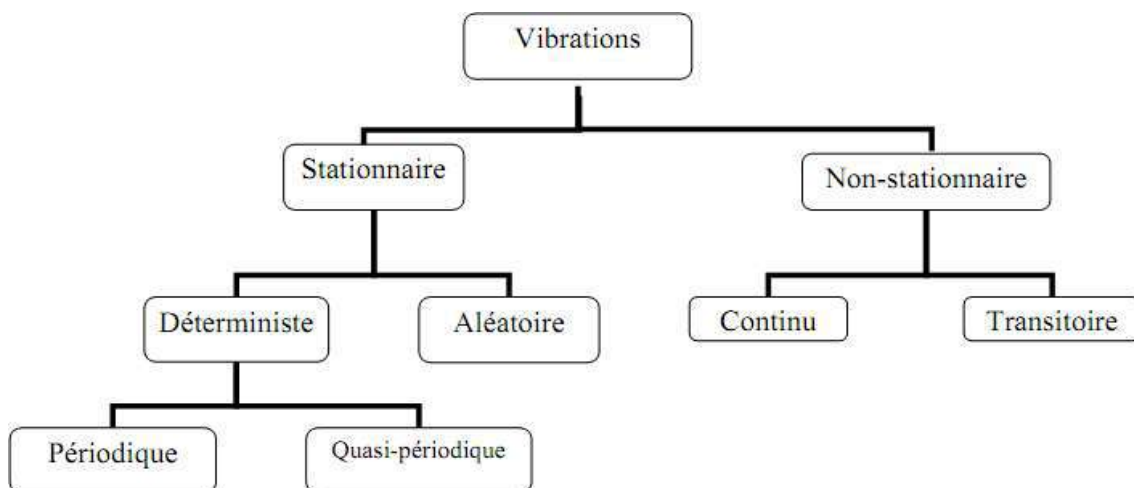 Vibrations
Stationnaire
Non-stationnaire
Déterministe
Aléatoire
Continu
Transitoire
Périodique
Quasi-périodique